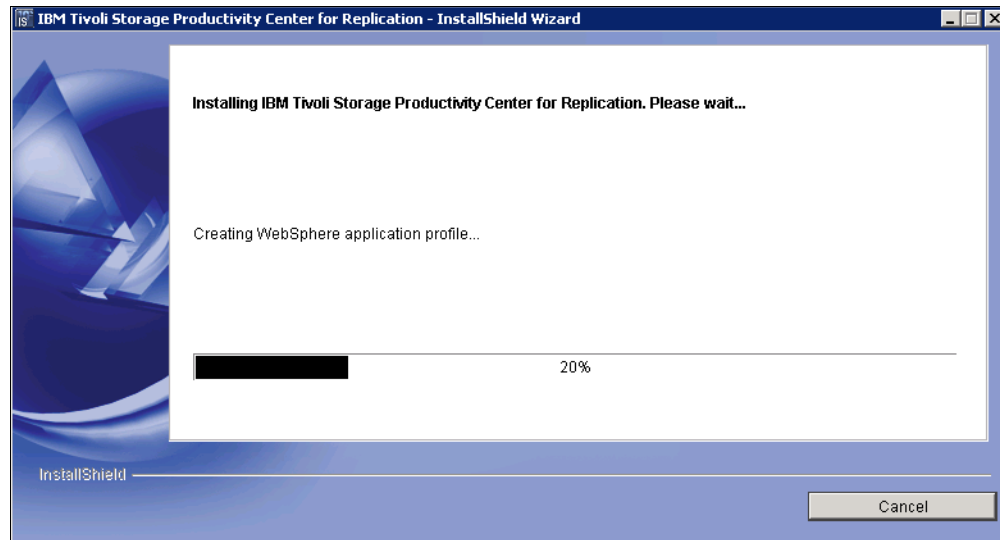 IBM Tivoli Storage Productivity Center for Replication - InstallShield Wizard
Installing IBM Tivoli Storage Productivity Center for Replication. Please wait...
Creating WebSphere application profile...
20%
InstallShield
Cancel